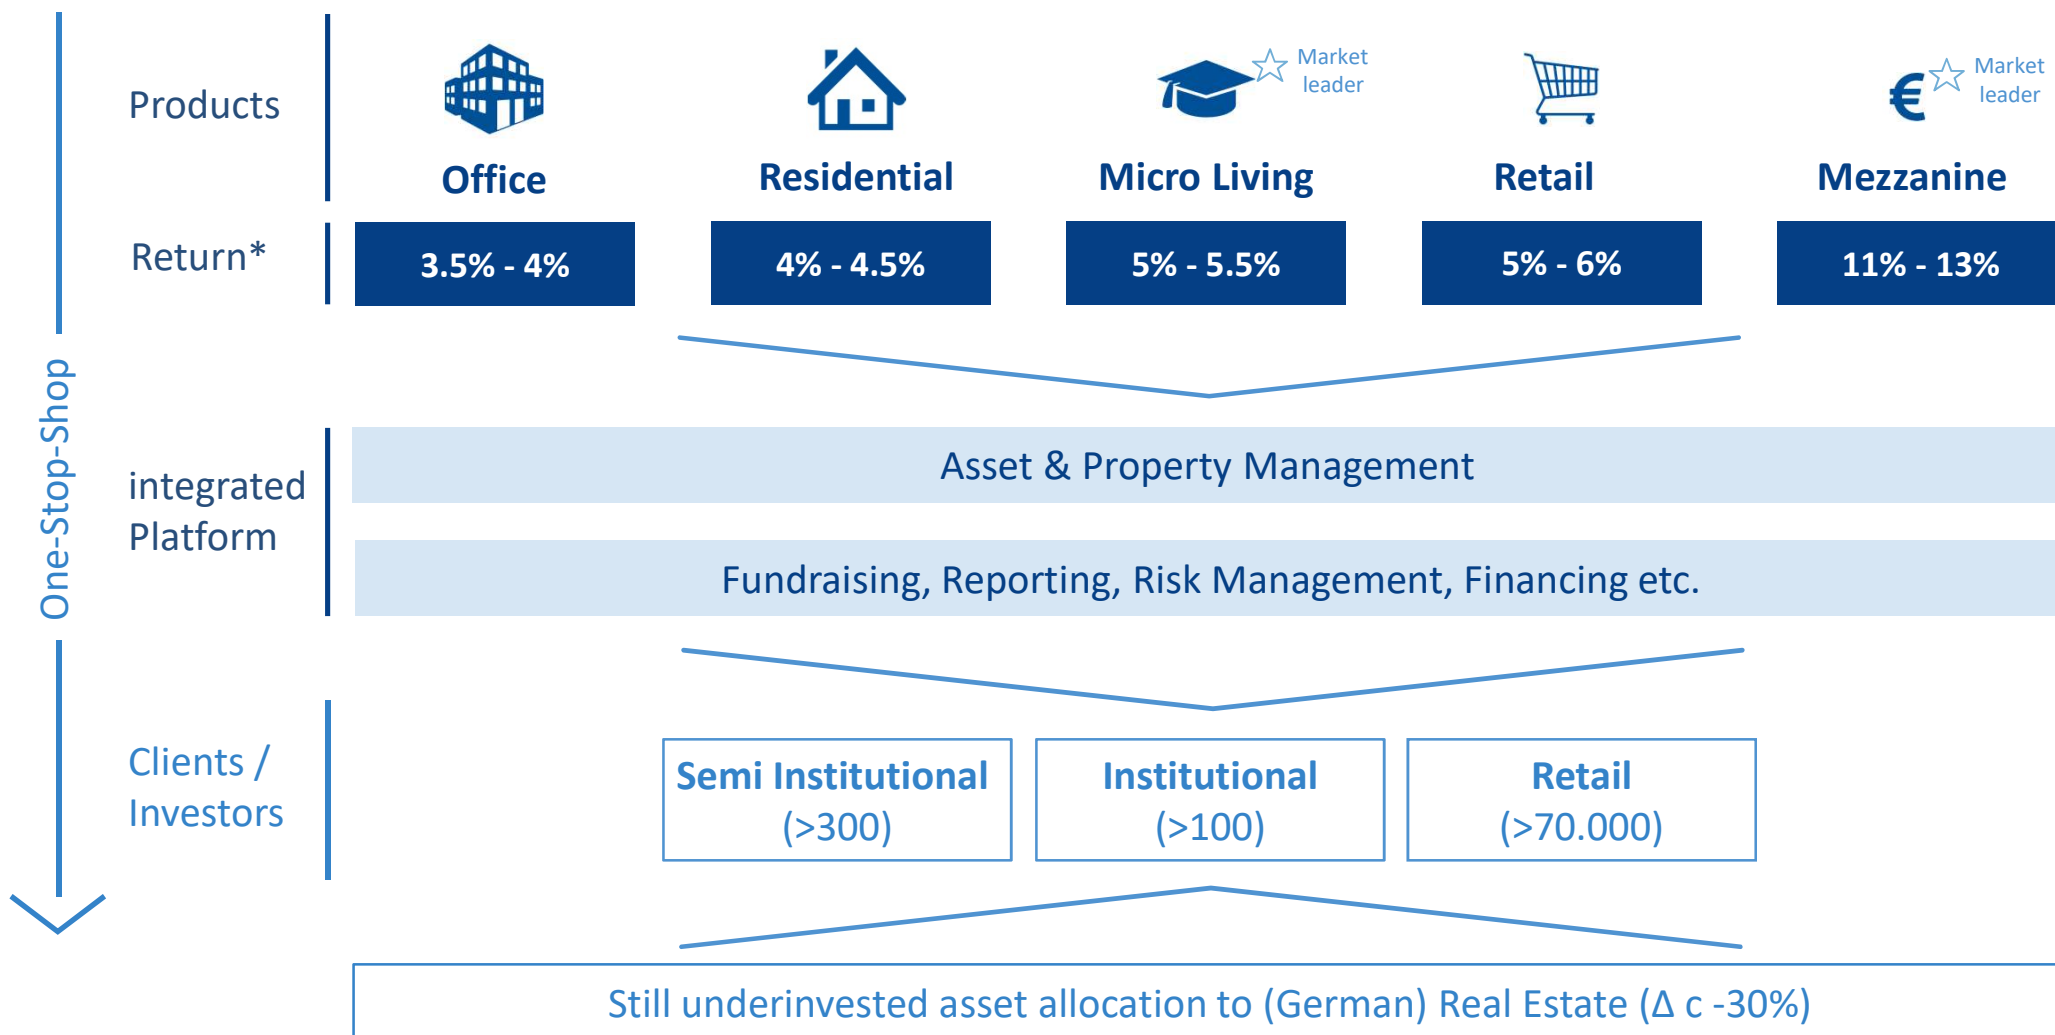 One-Stop-Shop
Products
Market
leader
Market
leader
Office
Residential
Micro Living
Retail
Mezzanine
Return*
3.5% - 4%
4% - 4.5%
5% - 5.5%
5% - 6%
11% - 13%
integrated
Platform
Asset & Property Management
Fundraising, Reporting, Risk Management, Financing etc.
Clients /
Investors
Semi Institutional
(>300)
Institutional
(>100)
Retail
(>70.000)
Still underinvested asset allocation to (German) Real Estate (Δ c -30%)